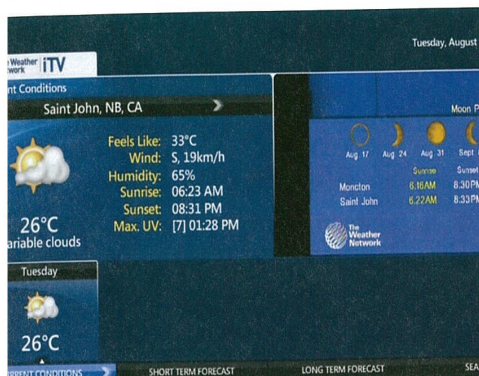 Tuesday, August
Weather
iTV
Conditions
Saint John, NB, CA
Feels Like: 33°C
Wind: S, 19km/h
Humidity: 65%
Sunrise: 06:23 AM
Sunset: 08:31 PM
Max. UV: [7] 01:28 PM
26°C
ariable clouds
Moon P
Aug. 17 Aug. 24 Aug. 31 Sept.
Sunrise Sunset
Moncton 6:16AM 8:30PM
Saint John 6:22AM 8:33PM
The
Weather
Network
Tuesday
26°C
CONDITIONS SHORT TERM FORECAST LONG TERM FORECAST SEA